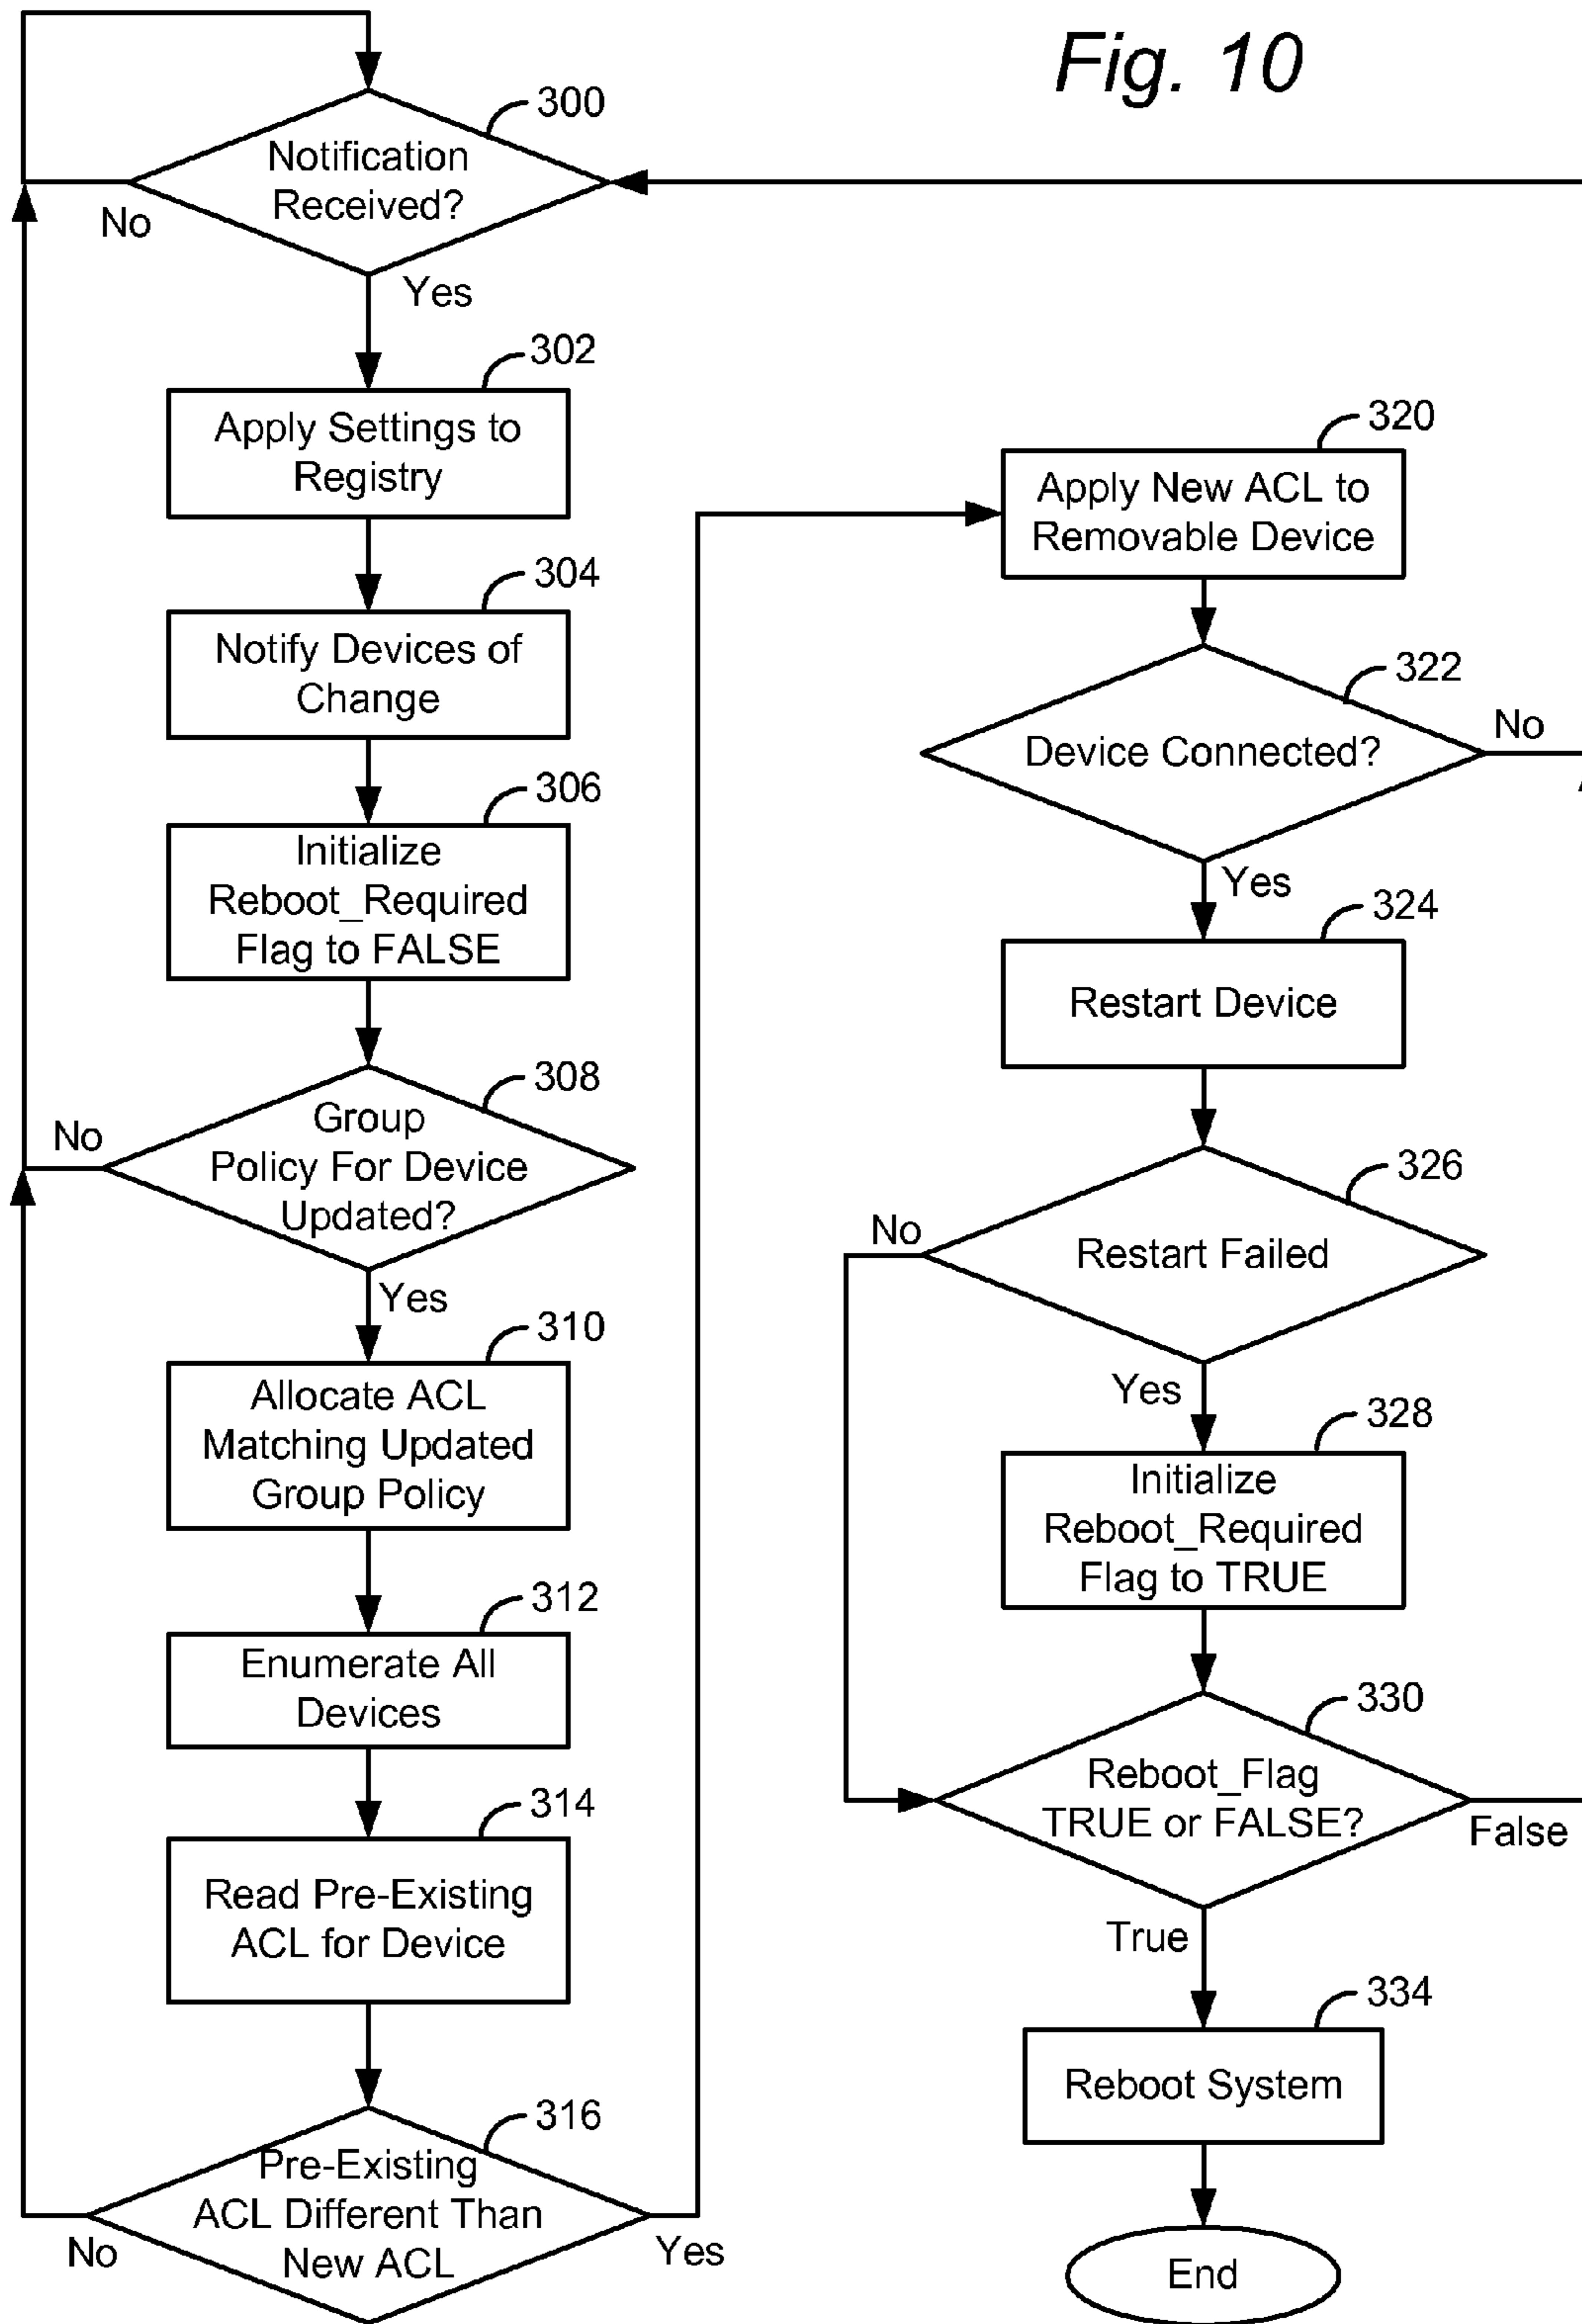 Fig. 10
300
Notification
Received?
No
Yes
302
Apply Settings to
Registry
304
Notify Devices of
Change
306
Initialize
Reboot_Required
Flag to FALSE
308
Group
Policy For Device
Updated?
No
Yes
310
Allocate ACL
Matching Updated
Group Policy
312
Enumerate All
Devices
314
Read Pre-Existing
ACL for Device
316
Pre-Existing
ACL Different Than
New ACL
No
Yes
320
Apply New ACL to
Removable Device
322
Device Connected?
No
Yes
324
Restart Device
326
Restart Failed
No
Yes
328
Initialize
Reboot_Required
Flag to TRUE
330
Reboot_Flag
TRUE or FALSE?
False
True
334
Reboot System
End